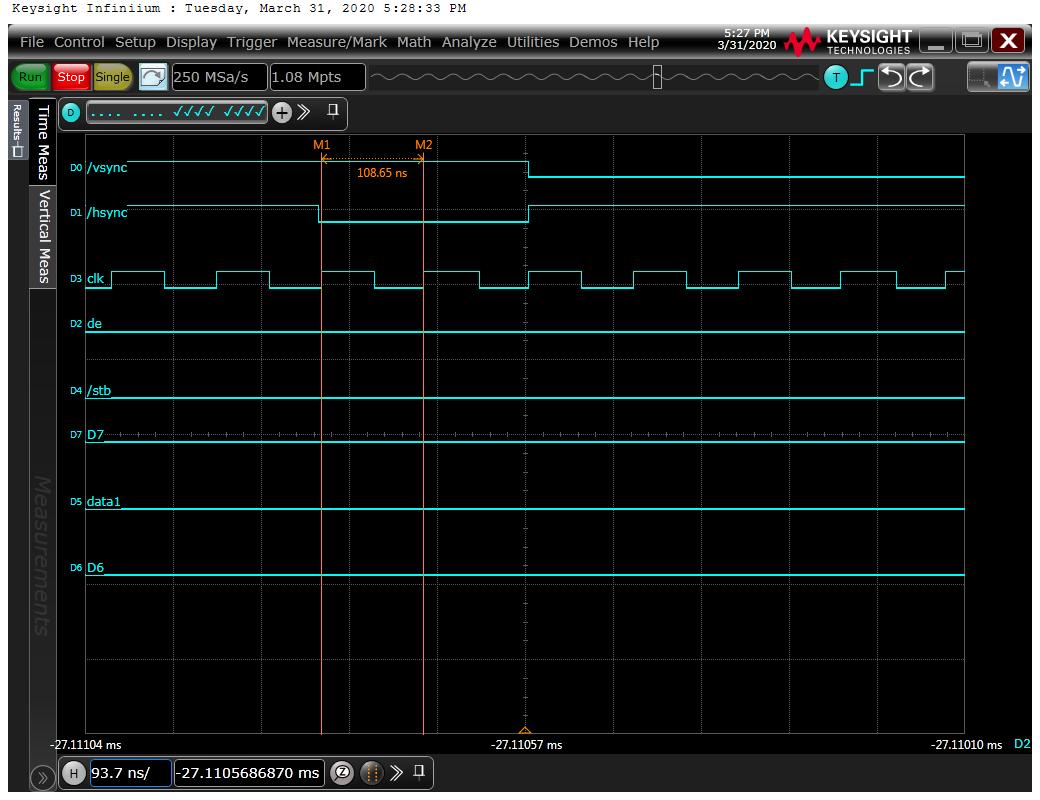 Keysight Infiniium : Tuesday, March 31, 2020 5:28:33 PM
File Control Setup Display Trigger Measure/Mark Math Analyze Utilities Demos Help
5:27 PM
3/31/2020
KEYSIGHT
TECHNOLOGIES
X
Run Stop Single 250 MSa/s 1.08 Mpts T
Results
Time Meas
Vertical Meas
Measurements
D
M1 M2
108.65 ns
D0 /vsync
D1 /hsync
D3 clk
D2 de
D4 /stb
D7 D7
D5 data1
D6 D6
-27.11104 ms -27.11057 ms -27.11010 ms D2
H 93.7 ns/ -27.1105686870 ms Z